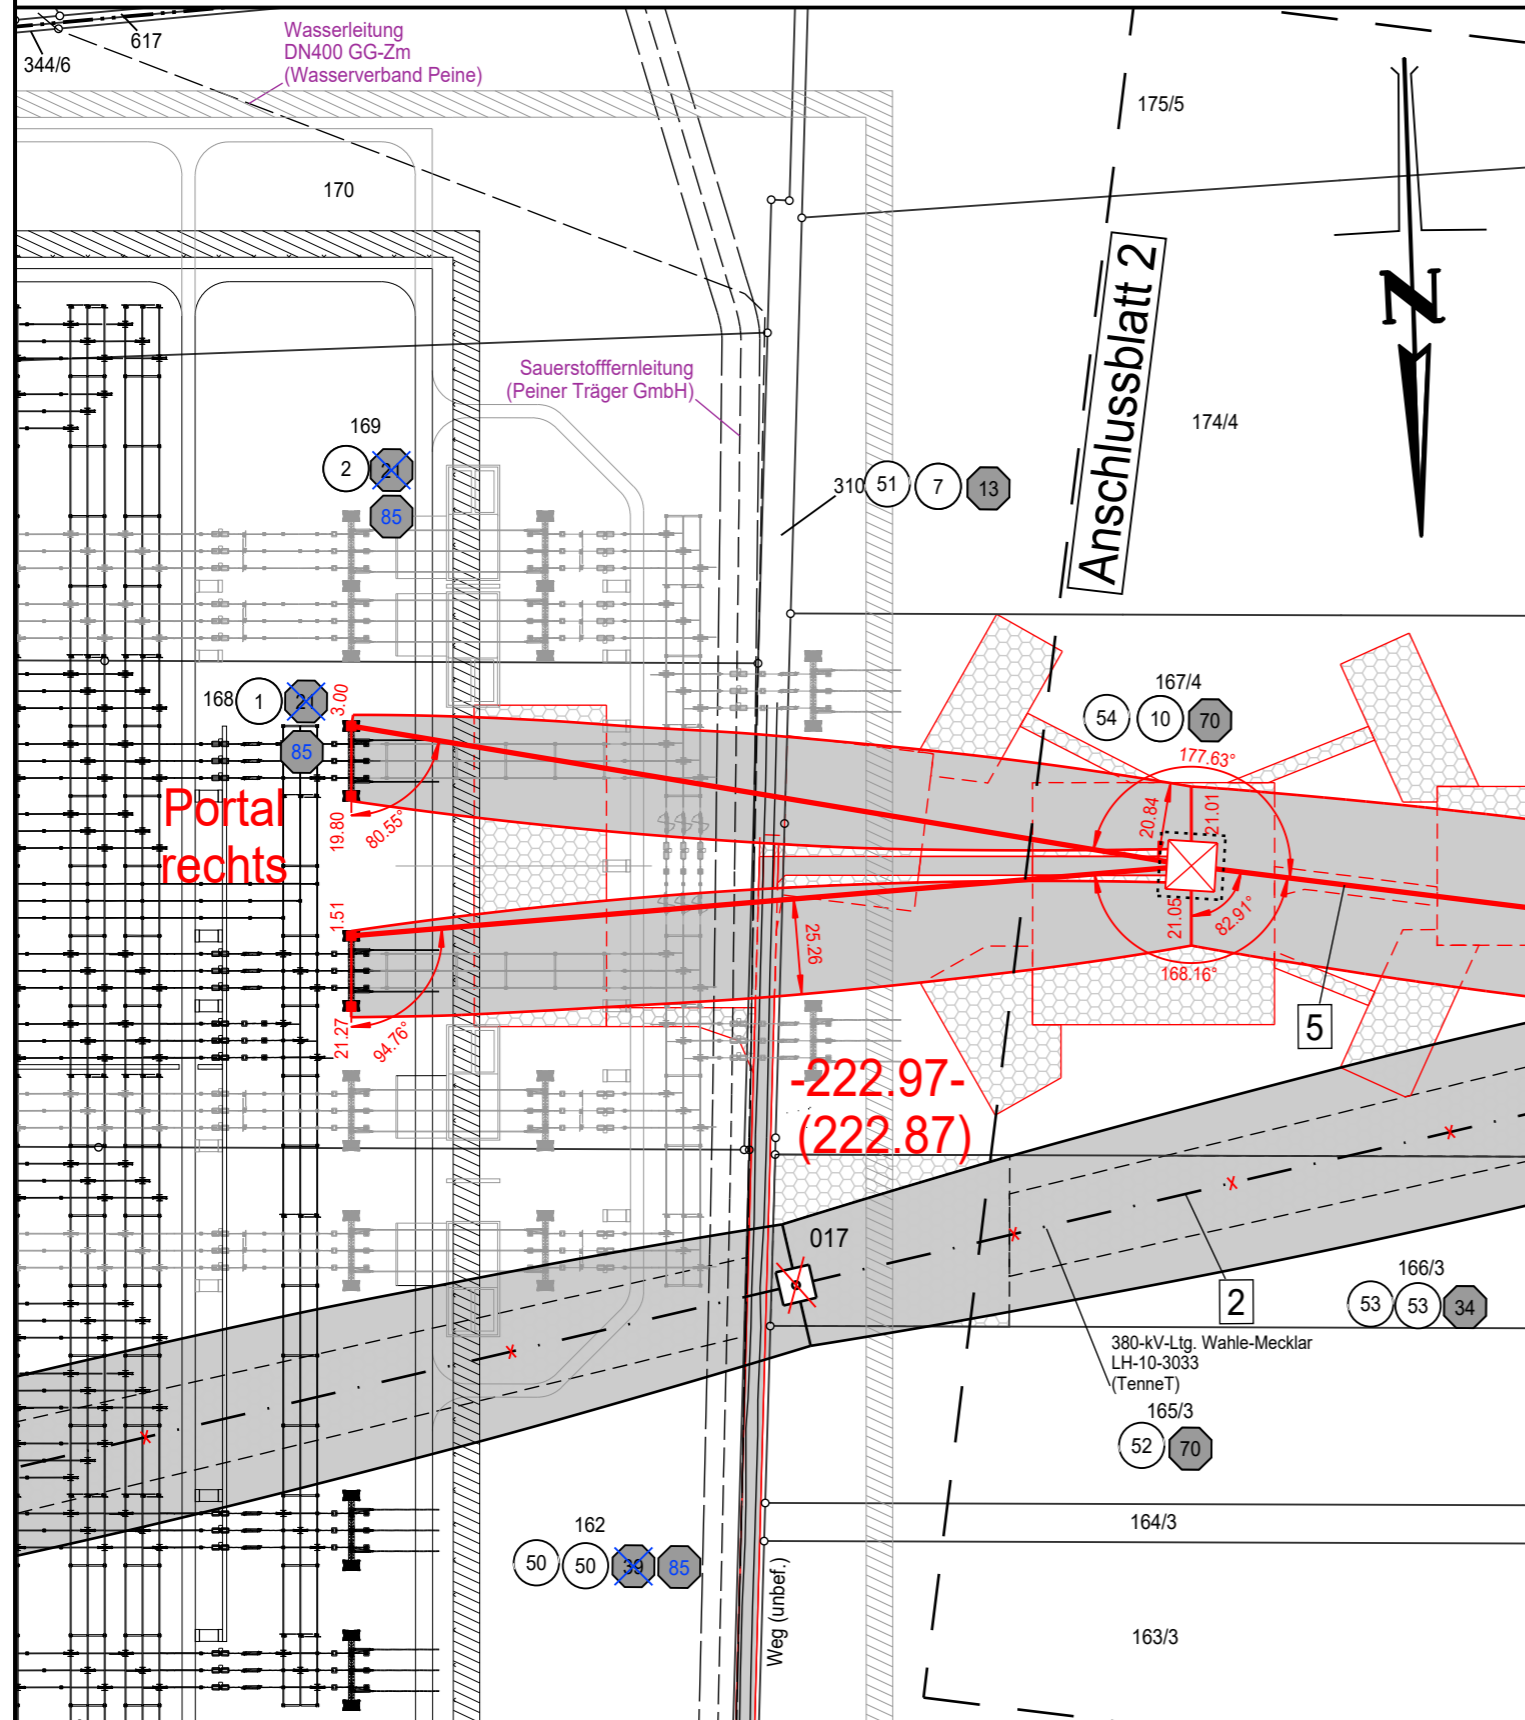 617
344/6
Wasserleitung
DN400 GG-Zm
(Wasserverband Peine)
175/5
170
N
Anschlussblatt 2
Sauerstofffernleitung
(Peiner Träger GmbH)
174/4
169
2 21
85
310 51 7 13
168 1 21
85
3.00
19.80
80.55°
Portal
rechts
1.51
21.27
94.76°
167/4
54 10 70
177.63°
20.84
21.01
21.05
82.91°
168.16°
25.26
5
-222.97-
(222.87)
017
2
166/3
53 53 34
380-kV-Ltg. Wahle-Mecklar
LH-10-3033
(TenneT)
165/3
52 70
162
50 50 39 85
164/3
Weg (unbef.)
163/3